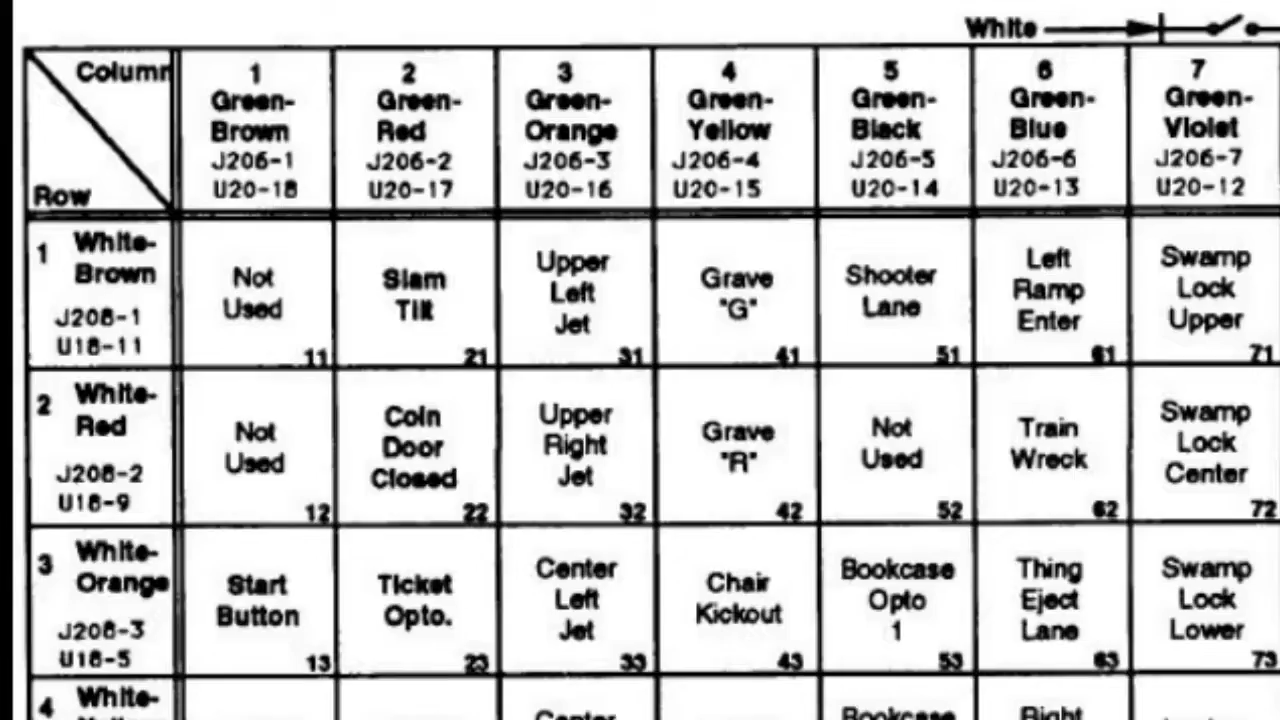 White
Column
Row
1
Green-
Brown
J206-1
U20-18
2
Green-
Red
J206-2
U20-17
3
Green-
Orange
J206-3
U20-16
4
Green-
Yellow
J206-4
U20-15
5
Green-
Black
J206-5
U20-14
6
Green-
Blue
J206-6
U20-13
7
Green-
Violet
J206-7
U20-12
1 White-
Brown
J208-1
U18-11
Not
Used
11
Slam
Tilt
21
Upper
Left
Jet
31
Grave
"G"
41
Shooter
Lane
51
Left
Ramp
Enter
61
Swamp
Lock
Upper
71
2 White-
Red
J208-2
U18-9
Not
Used
12
Coin
Door
Closed
22
Upper
Right
Jet
32
Grave
"R"
42
Not
Used
52
Train
Wreck
62
Swamp
Lock
Center
72
3 White-
Orange
J208-3
U18-5
Start
Button
13
Ticket
Opto.
23
Center
Left
Jet
33
Chair
Kickout
43
Bookcase
Opto
1
53
Thing
Eject
Lane
63
Swamp
Lock
Lower
73
4 White-
Center
Bookcase
Right